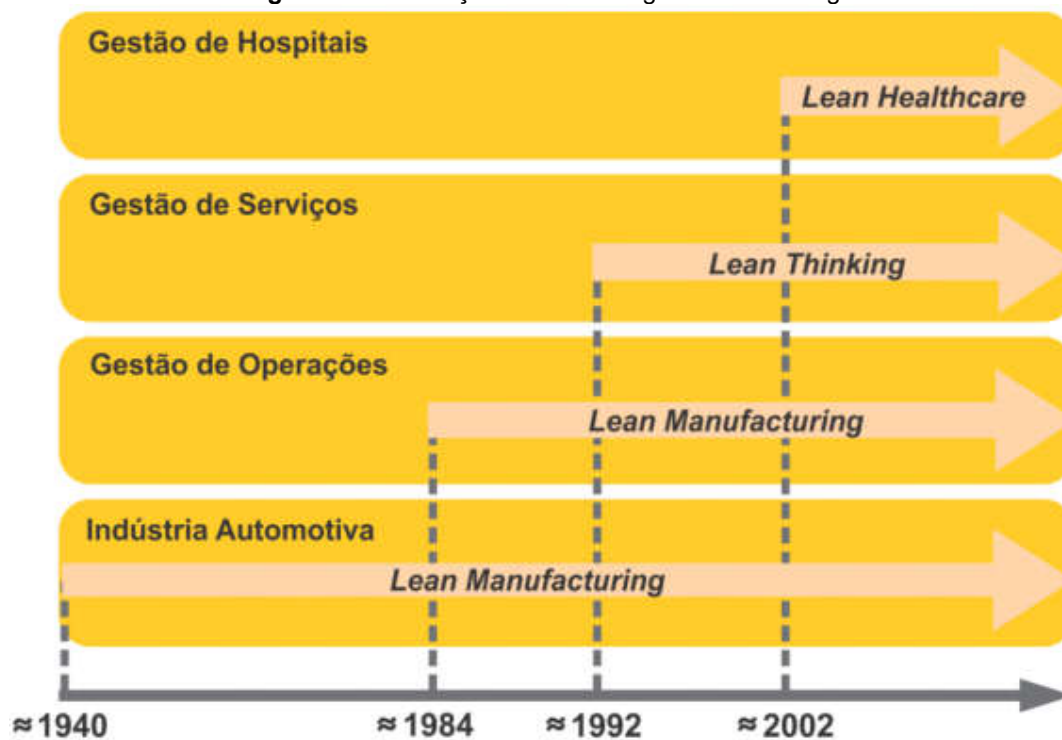 Gestão de Hospitais
Lean Healthcare
Gestão de Serviços
Lean Thinking
Gestão de Operações
Lean Manufacturing
Indústria Automotiva
Lean Manufacturing
≈1940 ≈1984 ≈1992 ≈2002